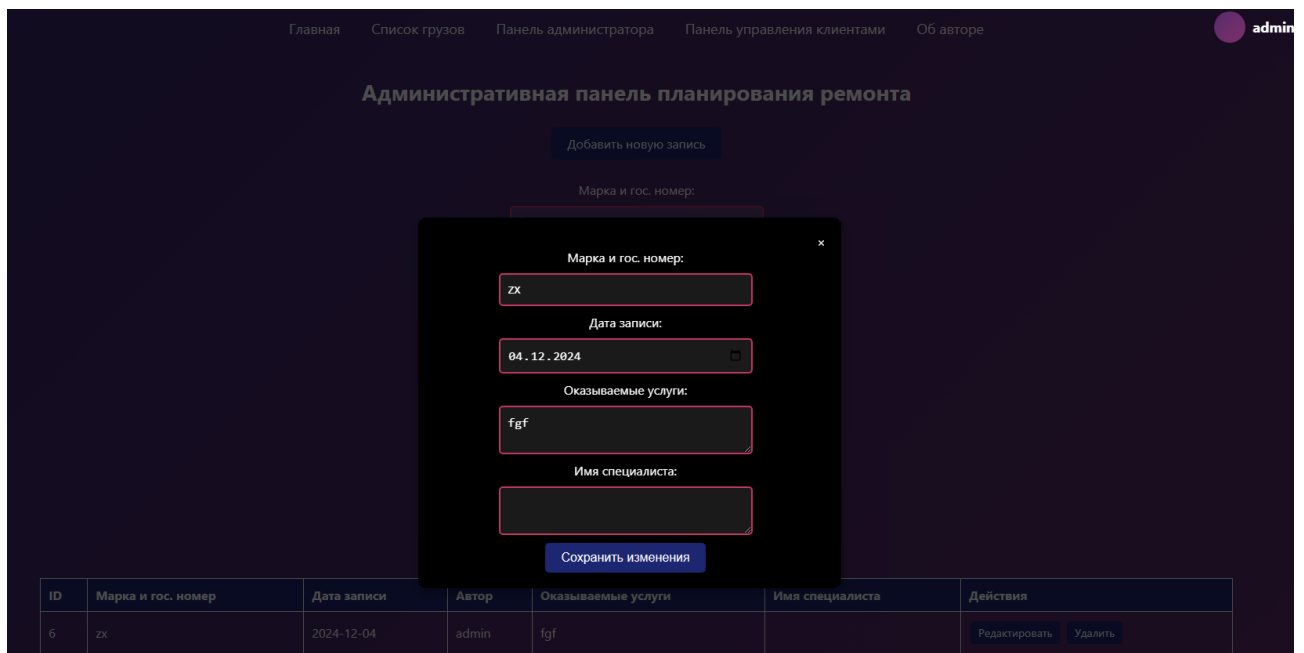 Главная Список грузов Панель администратора Панель управления клиентами Об авторе admin
Административная панель планирования ремонта
Добавить новую запись
Марка и гос. номер:
×
Марка и гос. номер:
zx
Дата записи:
04.12.2024
Оказываемые услуги:
fgf
Имя специалиста:
Сохранить изменения
ID Марка и гос. номер Дата записи Автор Оказываемые услуги Имя специалиста Действия
6 zx 2024-12-04 admin fgf Редактировать Удалить